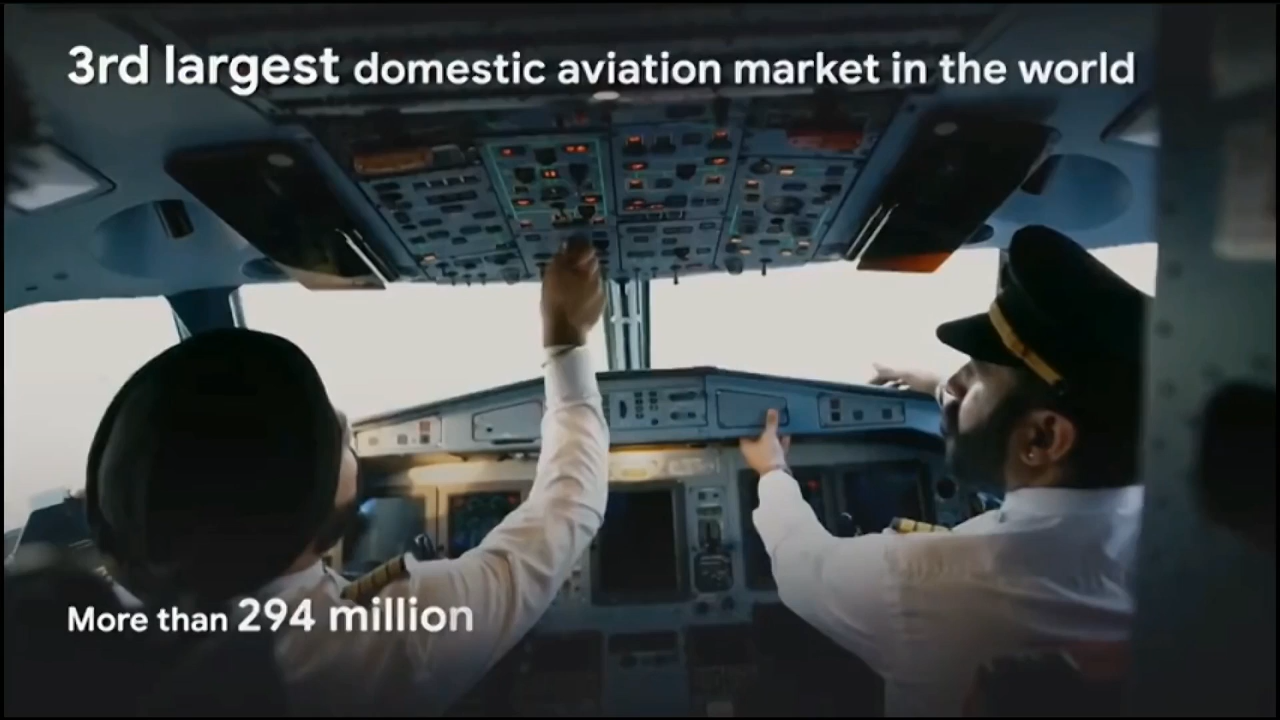 3rd largest domestic aviation market in the world
More than 294 million